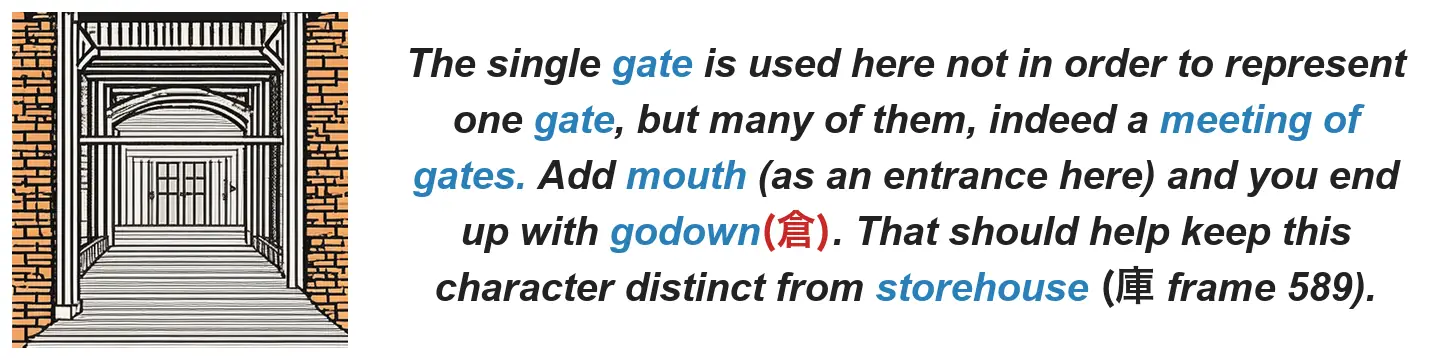 The single gate is used here not in order to represent
one gate, but many of them, indeed a meeting of
gates. Add mouth (as an entrance here) and you end
up with godown(倉). That should help keep this
character distinct from storehouse (庫 frame 589).